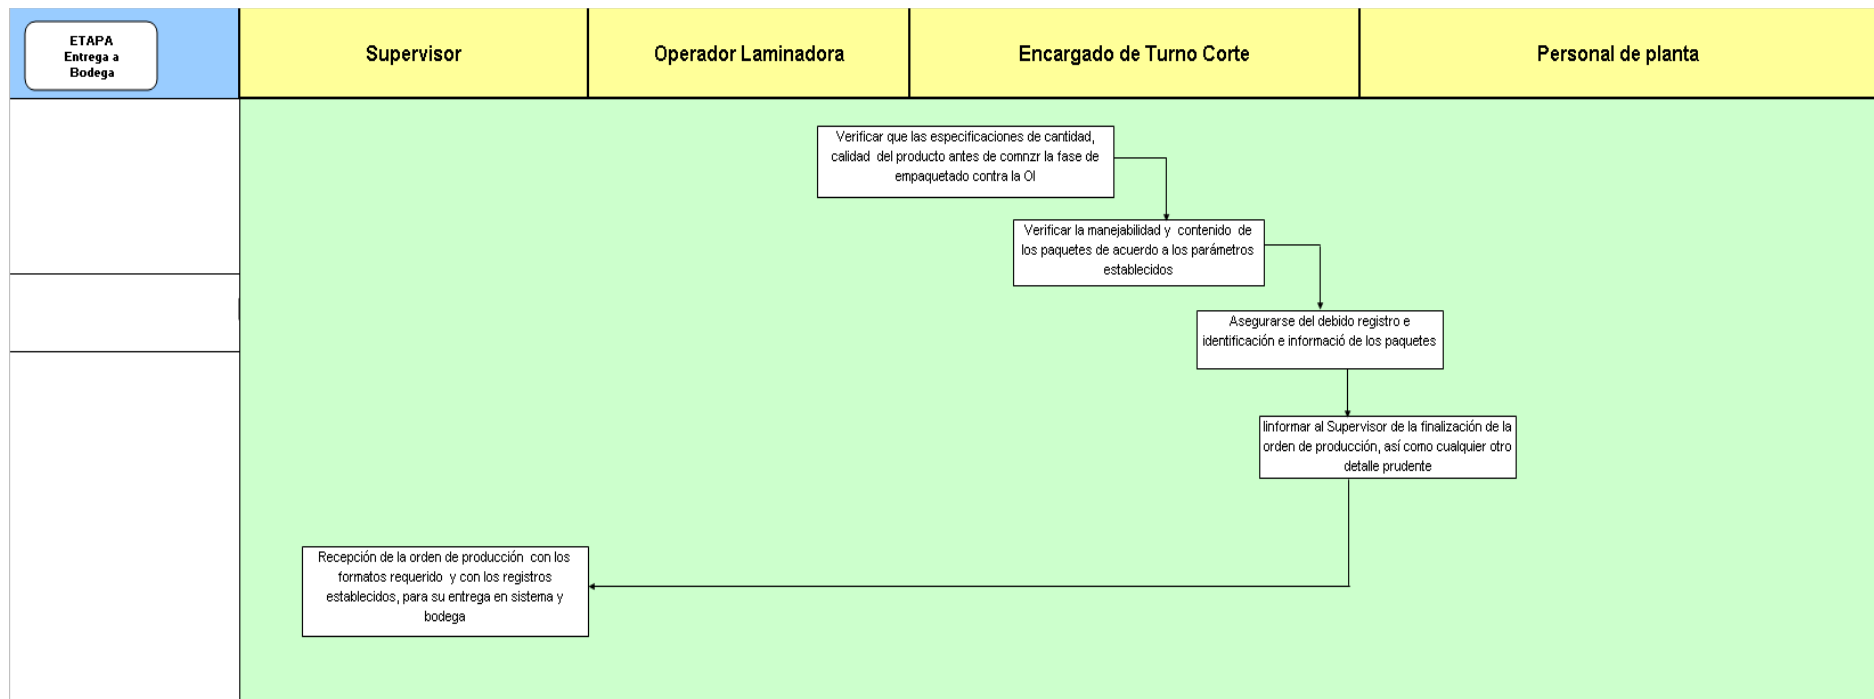 ETAPA
Entrega a
Bodega
Supervisor
Operador Laminadora
Encargado de Turno Corte
Personal de planta
Verificar que las especificaciones de cantidad,
calidad del producto antes de comnzr la fase de
empaquetado contra la OI
Verificar la manejabilidad y contenido de
los paquetes de acuerdo a los parámetros
establecidos
Asegurarse del debido registro e
identificación e informació de los paquetes
Iinformar al Supervisor de la finalización de la
orden de producción, así como cualquier otro
detalle prudente
Recepción de la orden de producción con los
formatos requerido y con los registros
establecidos, para su entrega en sistema y
bodega